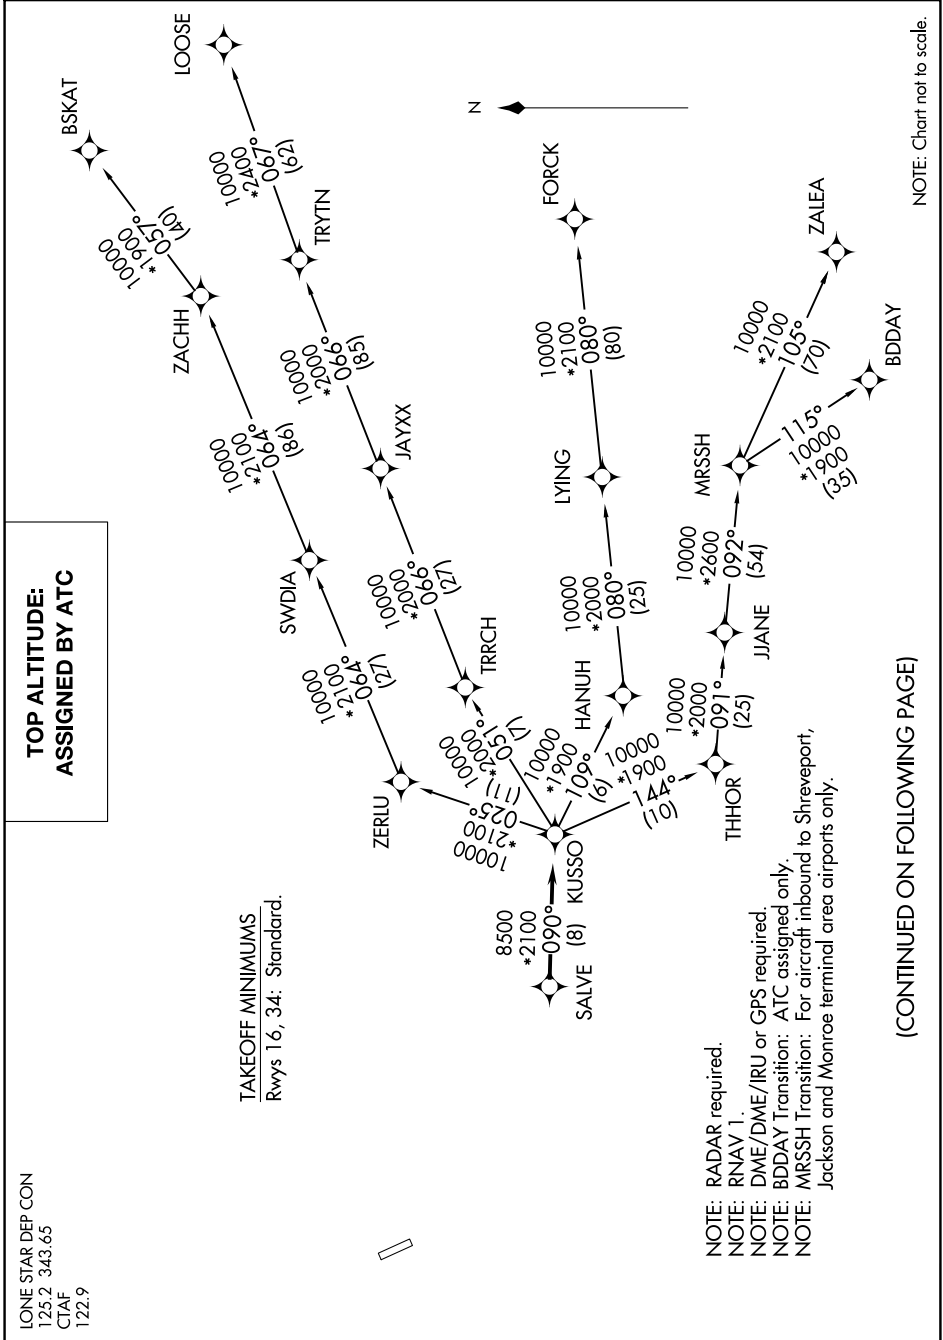 LONE STAR DEP CON
125.2 343.65
CTAF
122.9
TOP ALTITUDE:
ASSIGNED BY ATC
TAKEOFF MINIMUMS
Rwys 16, 34: Standard.
BSKAT
LOOSE
10000
*1900
057°
(40)
ZACHH
10000
*2400
067°
(62)
TRYTN
10000
*2100
064°
(86)
SWDIA
10000
*2000
066°
(85)
JAYXX
10000
*2100
064°
(27)
ZERLU
10000
*2000
066°
(27)
TRRCH
10000
*2100
025°
(11)
10000
*2000
051°
(7)
N
FORCK
10000
*2100
080°
(80)
LYING
10000
*2000
080°
(25)
HANUH
10000
*1900
109°
(6)
8500
*2100
090°
(8)
SALVE
KUSSO
10000
*1900
144°
(10)
THHOR
10000
*2000
091°
(25)
JJANE
10000
*2600
092°
(54)
MRSSH
10000
*2100
105°
(70)
ZALEA
115°
10000
*1900
(35)
BDDAY
NOTE: RADAR required.
NOTE: RNAV 1.
NOTE: DME/DME/IRU or GPS required.
NOTE: BDDAY Transition: ATC assigned only.
NOTE: MRSSH Transition: For aircraft inbound to Shreveport,
Jackson and Monroe terminal area airports only.
(CONTINUED ON FOLLOWING PAGE)
NOTE: Chart not to scale.